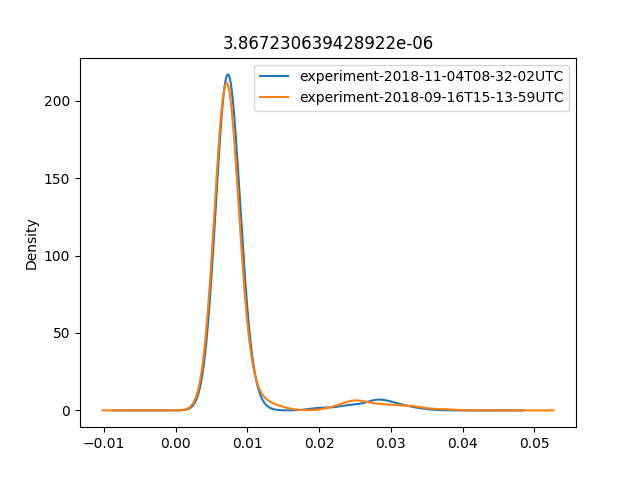 3.867230639428922e-06
experiment-2018-11-04T08-32-02UTC
experiment-2018-09-16T15-13-59UTC
Density
200
150
100
50
0
−0.01 0.00 0.01 0.02 0.03 0.04 0.05